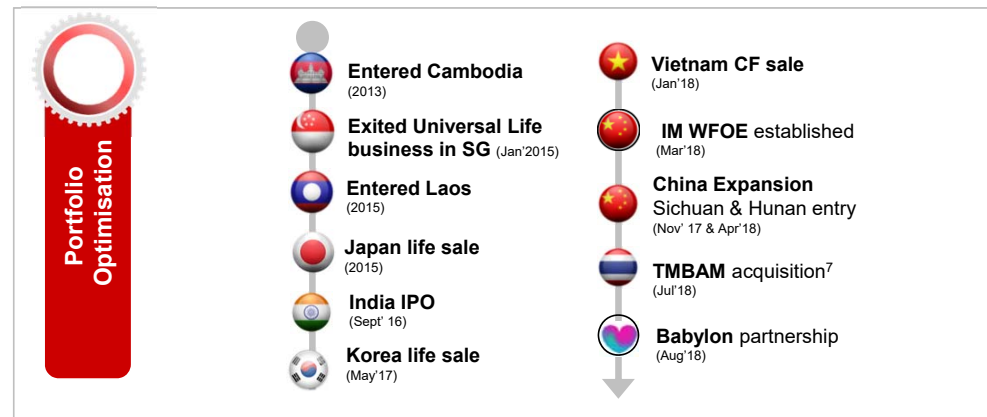 Portfolio
Optimisation
Entered Cambodia
(2013)
Exited Universal Life
business in SG (Jan'2015)
Entered Laos
(2015)
Japan life sale
(2015)
India IPO
(Sept' 16)
Korea life sale
(May'17)
Vietnam CF sale
(Jan'18)
IM WFOE established
(Mar'18)
China Expansion
Sichuan & Hunan entry
(Nov' 17 & Apr'18)
TMBAM acquisition7
(Jul'18)
Babylon partnership
(Aug'18)